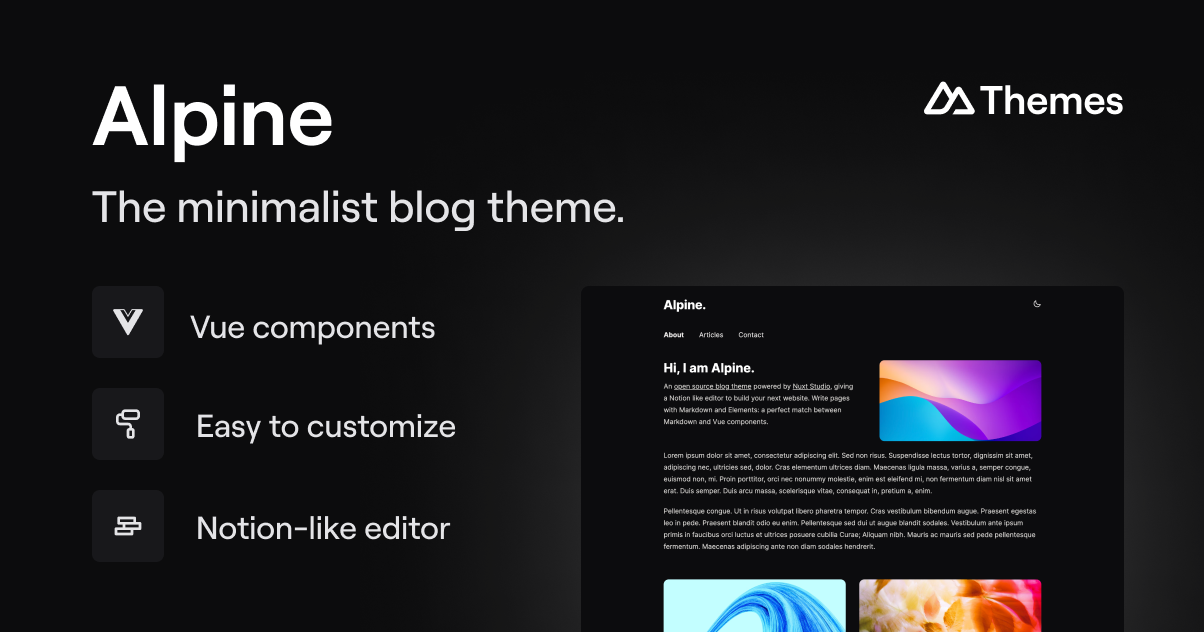 Alpine
Themes
The minimalist blog theme.
Vue components
Easy to customize
Notion-like editor
Alpine.
About Articles Contact
Hi, I am Alpine.
An open source blog theme powered by Nuxt Studio, giving
a Notion like editor to build your next website. Write pages
with Markdown and Elements: a perfect match between
Markdown and Vue components.
Lorem ipsum dolor sit amet, consectetur adipiscing elit. Sed non risus. Suspendisse lectus tortor, dignissim sit amet,
adipiscing nec, ultricies sed, dolor. Cras elementum ultrices diam. Maecenas ligula massa, varius a, semper congue,
euismod non, mi. Proin porttitor, orci nec nonummy molestie, enim est eleifend mi, non fermentum diam nisl sit amet
erat. Duis semper. Duis arcu massa, scelerisque vitae, consequat in, pretium a, enim.
Pellentesque congue. Ut in risus volutpat libero pharetra tempor. Cras vestibulum bibendum augue. Praesent egestas
leo in pede. Praesent blandit odio eu enim. Pellentesque sed dui ut augue blandit sodales. Vestibulum ante ipsum
primis in faucibus orci luctus et ultrices posuere cubilia Curae; Aliquam nibh. Mauris ac mauris sed pede pellentesque
fermentum. Maecenas adipiscing ante non diam sodales hendrerit.